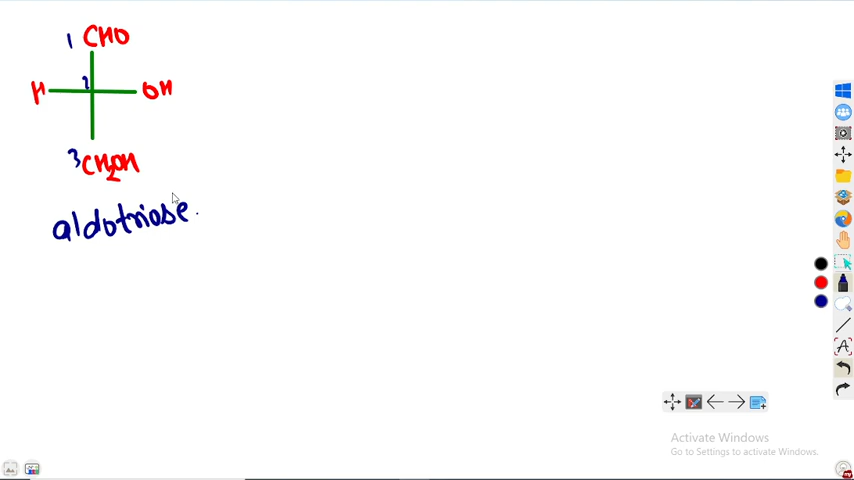 1 CHO
H 2 OH
3 CH2OH
aldotriose.
Activate Windows
Go to Settings to activate Windows.